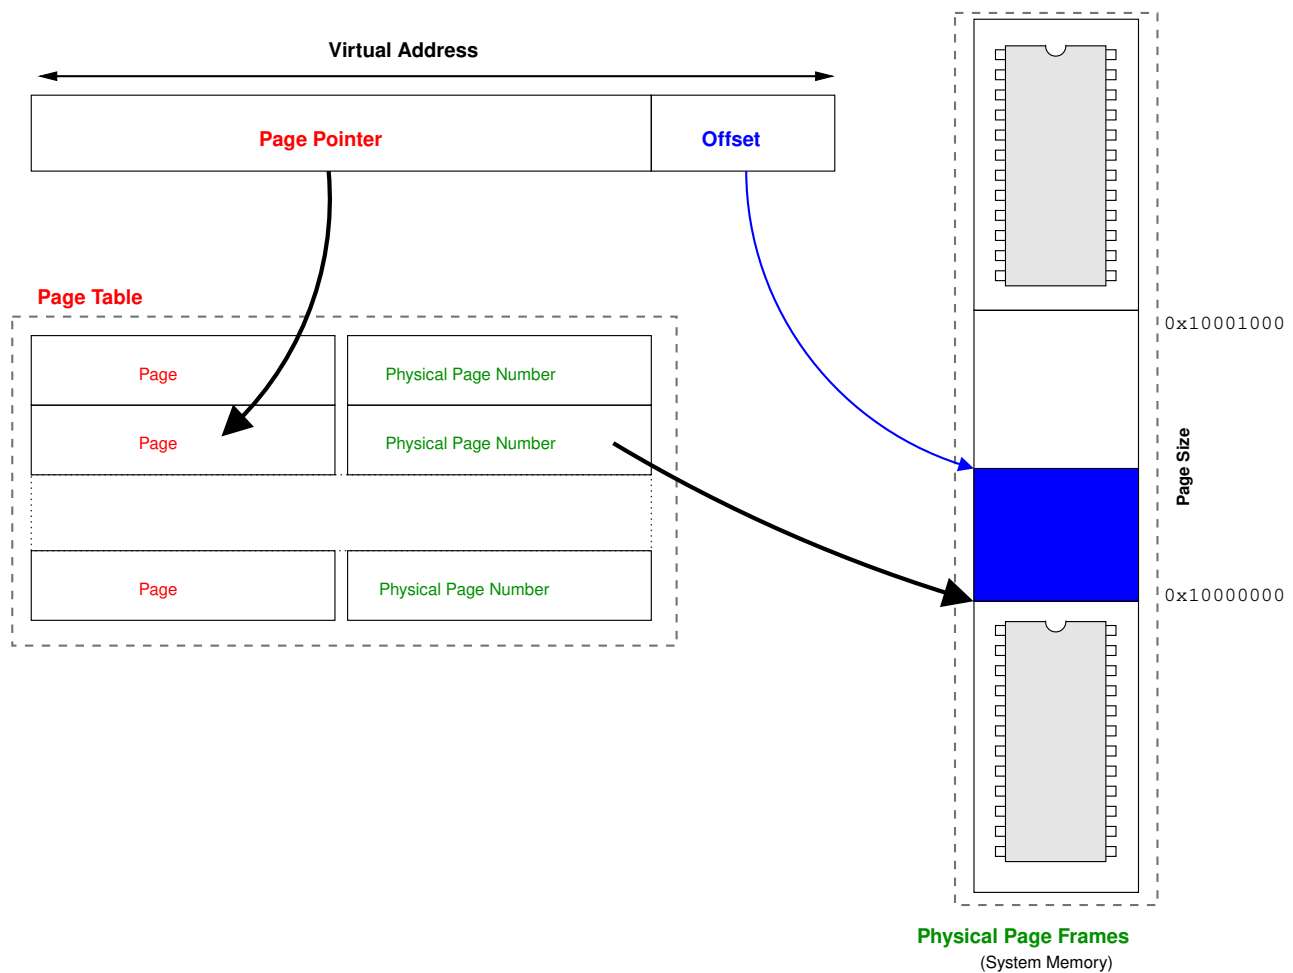 Virtual Address
Page Pointer
Offset
Page Table
Page
Physical Page Number
Page
Physical Page Number
Page
Physical Page Number
0x10001000
Page Size
0x10000000
Physical Page Frames
(System Memory)